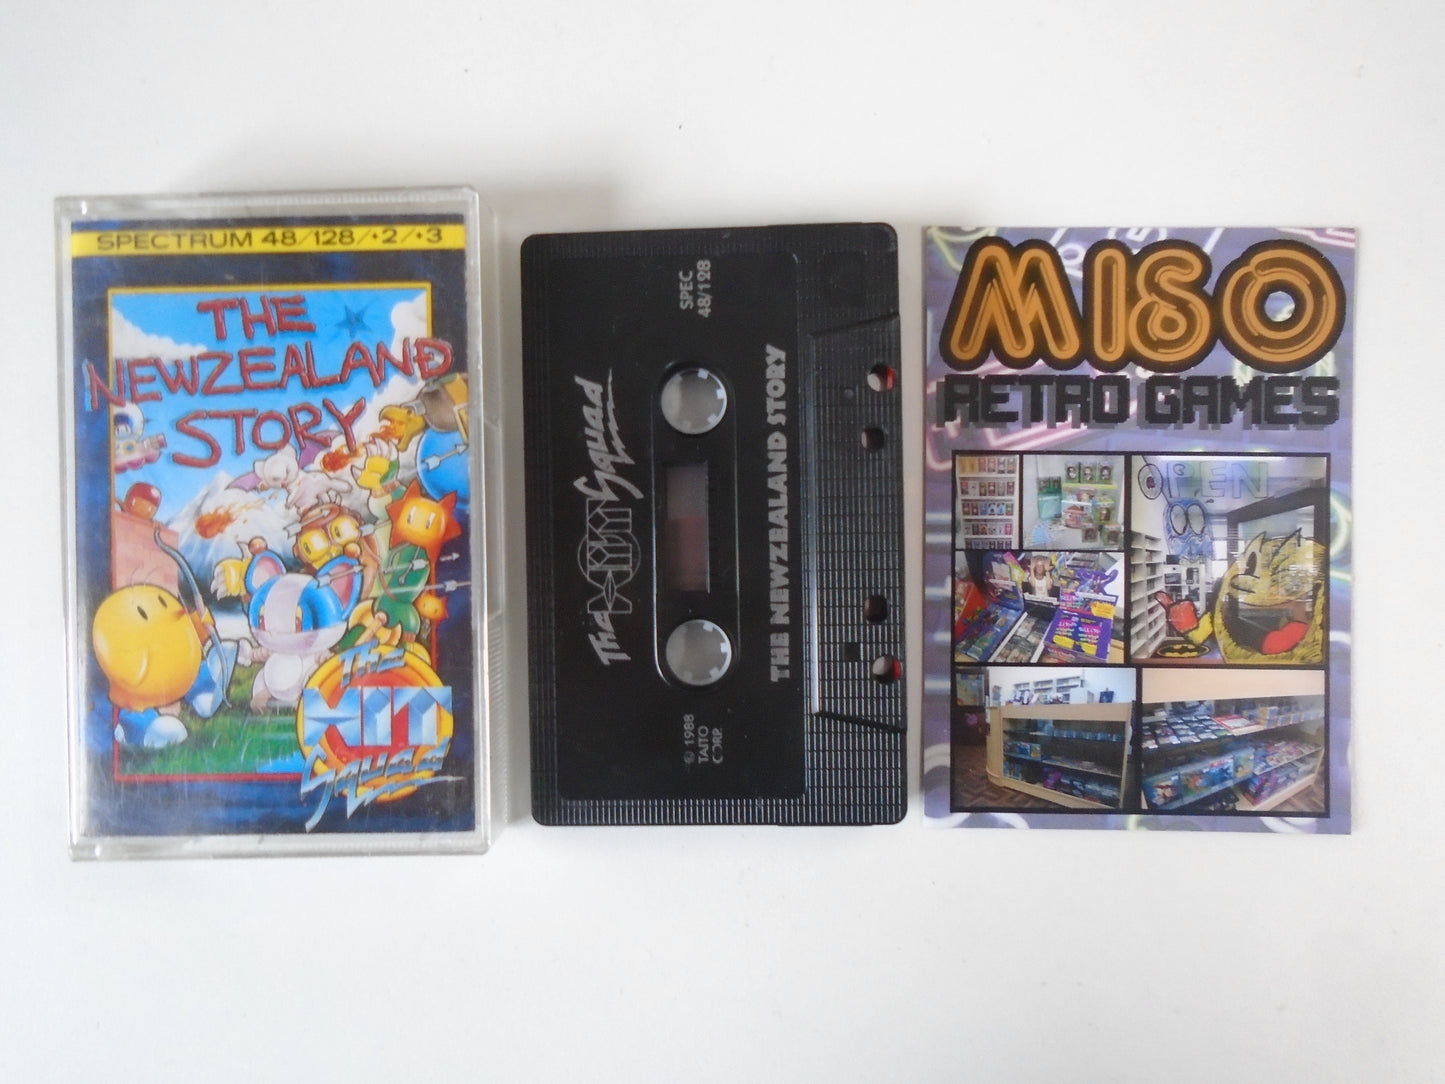 SPECTRUM 48/128/+2/+3
THE
NEWZEALAND
STORY
The
HIT
Squad
The HIT Squad
THE NEWZEALAND STORY
SPEC
48/128
© 1988
TAITO
CORP.
MISO
RETRO GAMES
OPEN